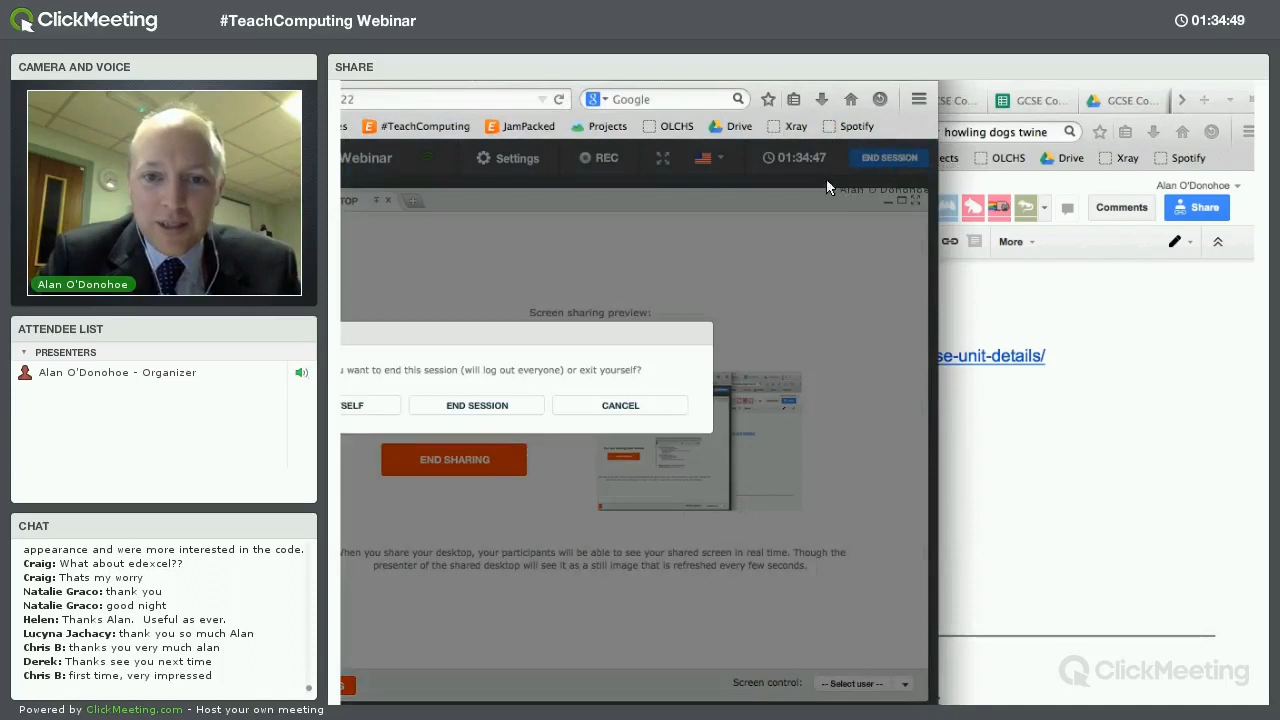 ClickMeeting
#TeachComputing Webinar
01:34:49
CAMERA AND VOICE
Alan O'Donohoe
ATTENDEE LIST
PRESENTERS
Alan O'Donohoe - Organizer
CHAT
appearance and were more interested in the code.
Craig: What about edexcel??
Craig: Thats my worry
Natalie Graco: thank you
Natalie Graco: good night
Helen: Thanks Alan. Useful as ever.
Lucyna Jachacy: thank you so much Alan
Chris B: thanks you very much alan
Derek: Thanks see you next time
Chris B: first time, very impressed
Powered by ClickMeeting.com - Host your own meeting
SHARE
22 Google
es #TeachComputing JamPacked Projects OLCHS Drive Xray Spotify
Webinar Settings REC 01:34:47 END SESSION
Alan O'Donohoe
TOP
Screen sharing preview:
u want to end this session (will log out everyone) or exit yourself?
SELF END SESSION CANCEL
END SHARING
When you share your desktop, your participants will be able to see your shared screen in real time. Though the
presenter of the shared desktop will see it as a still image that is refreshed every few seconds.
Screen control: -- Select user --
SE Co... GCSE Co... GCSE Co...
howling dogs twine
jects OLCHS Drive Xray Spotify
Alan O'Donohoe
Comments Share
More
se-unit-details/
ClickMeeting